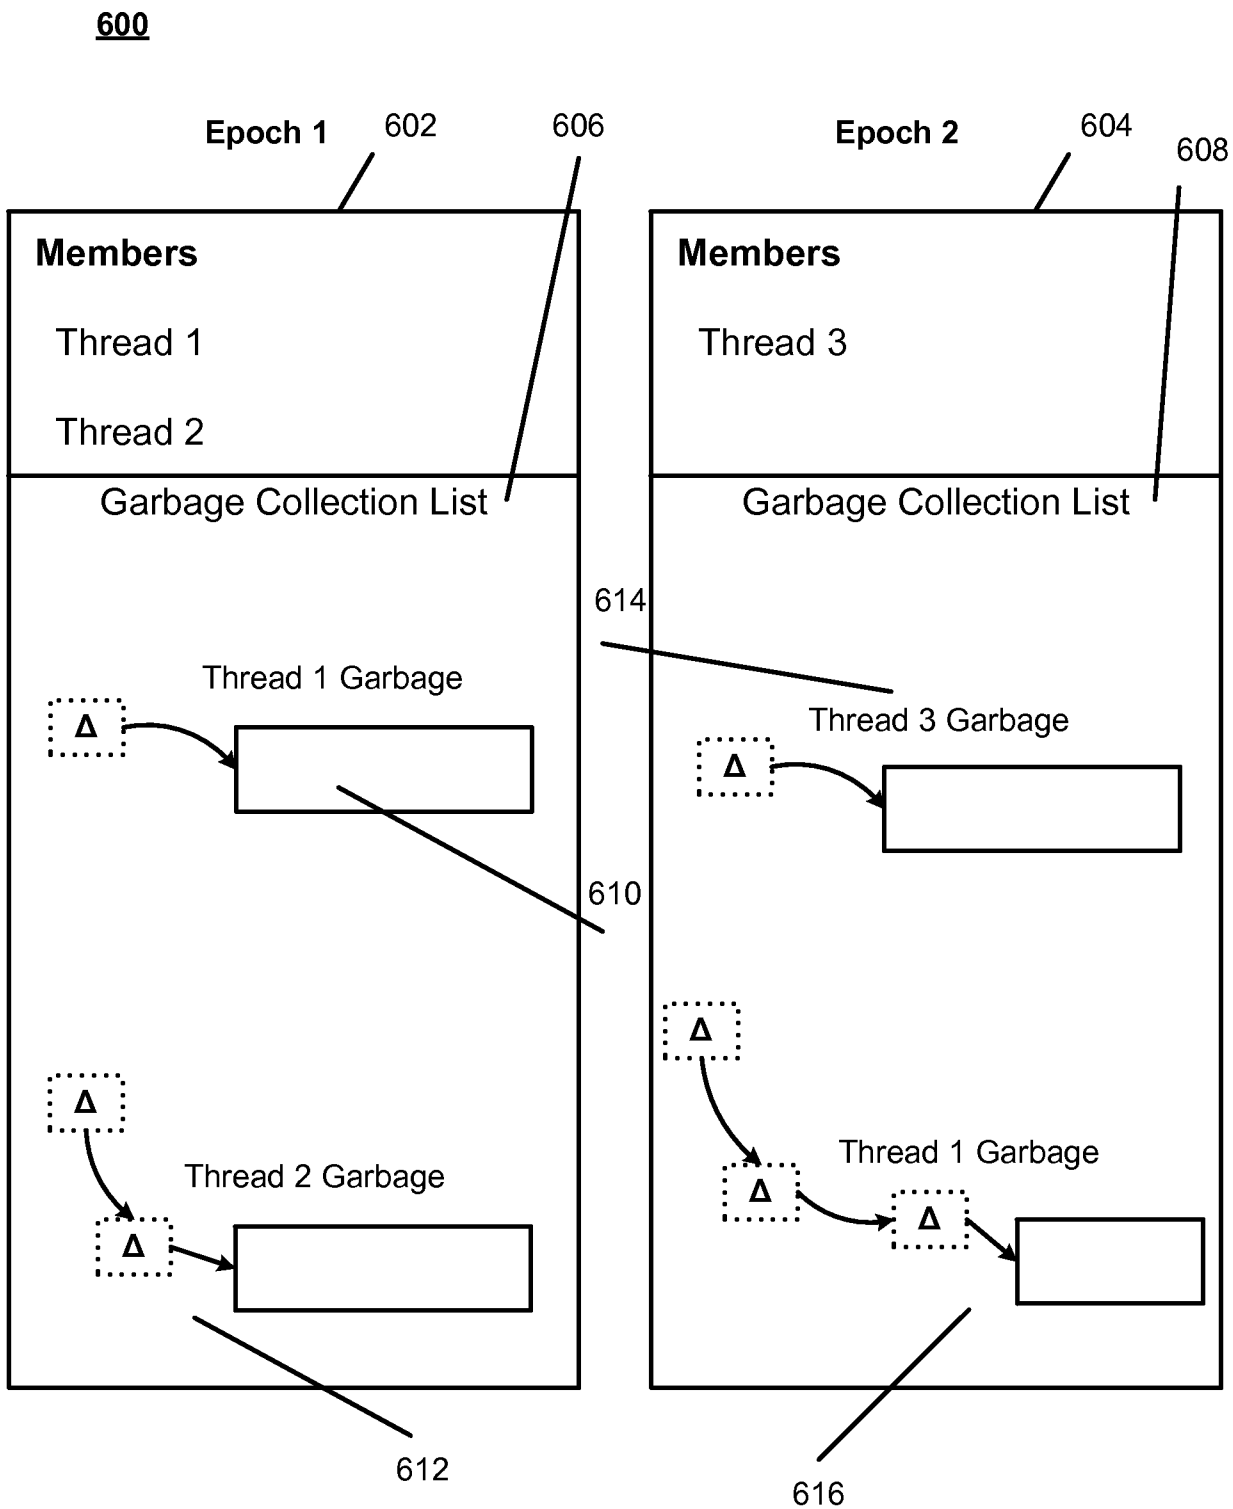 600
Epoch 1
602
606
Epoch 2
604
608
Members
Thread 1
Thread 2
Members
Thread 3
Garbage Collection List
Garbage Collection List
614
Thread 1 Garbage
Δ
Thread 3 Garbage
Δ
610
Δ
Thread 2 Garbage
Δ
Δ
Thread 1 Garbage
Δ
Δ
612
616